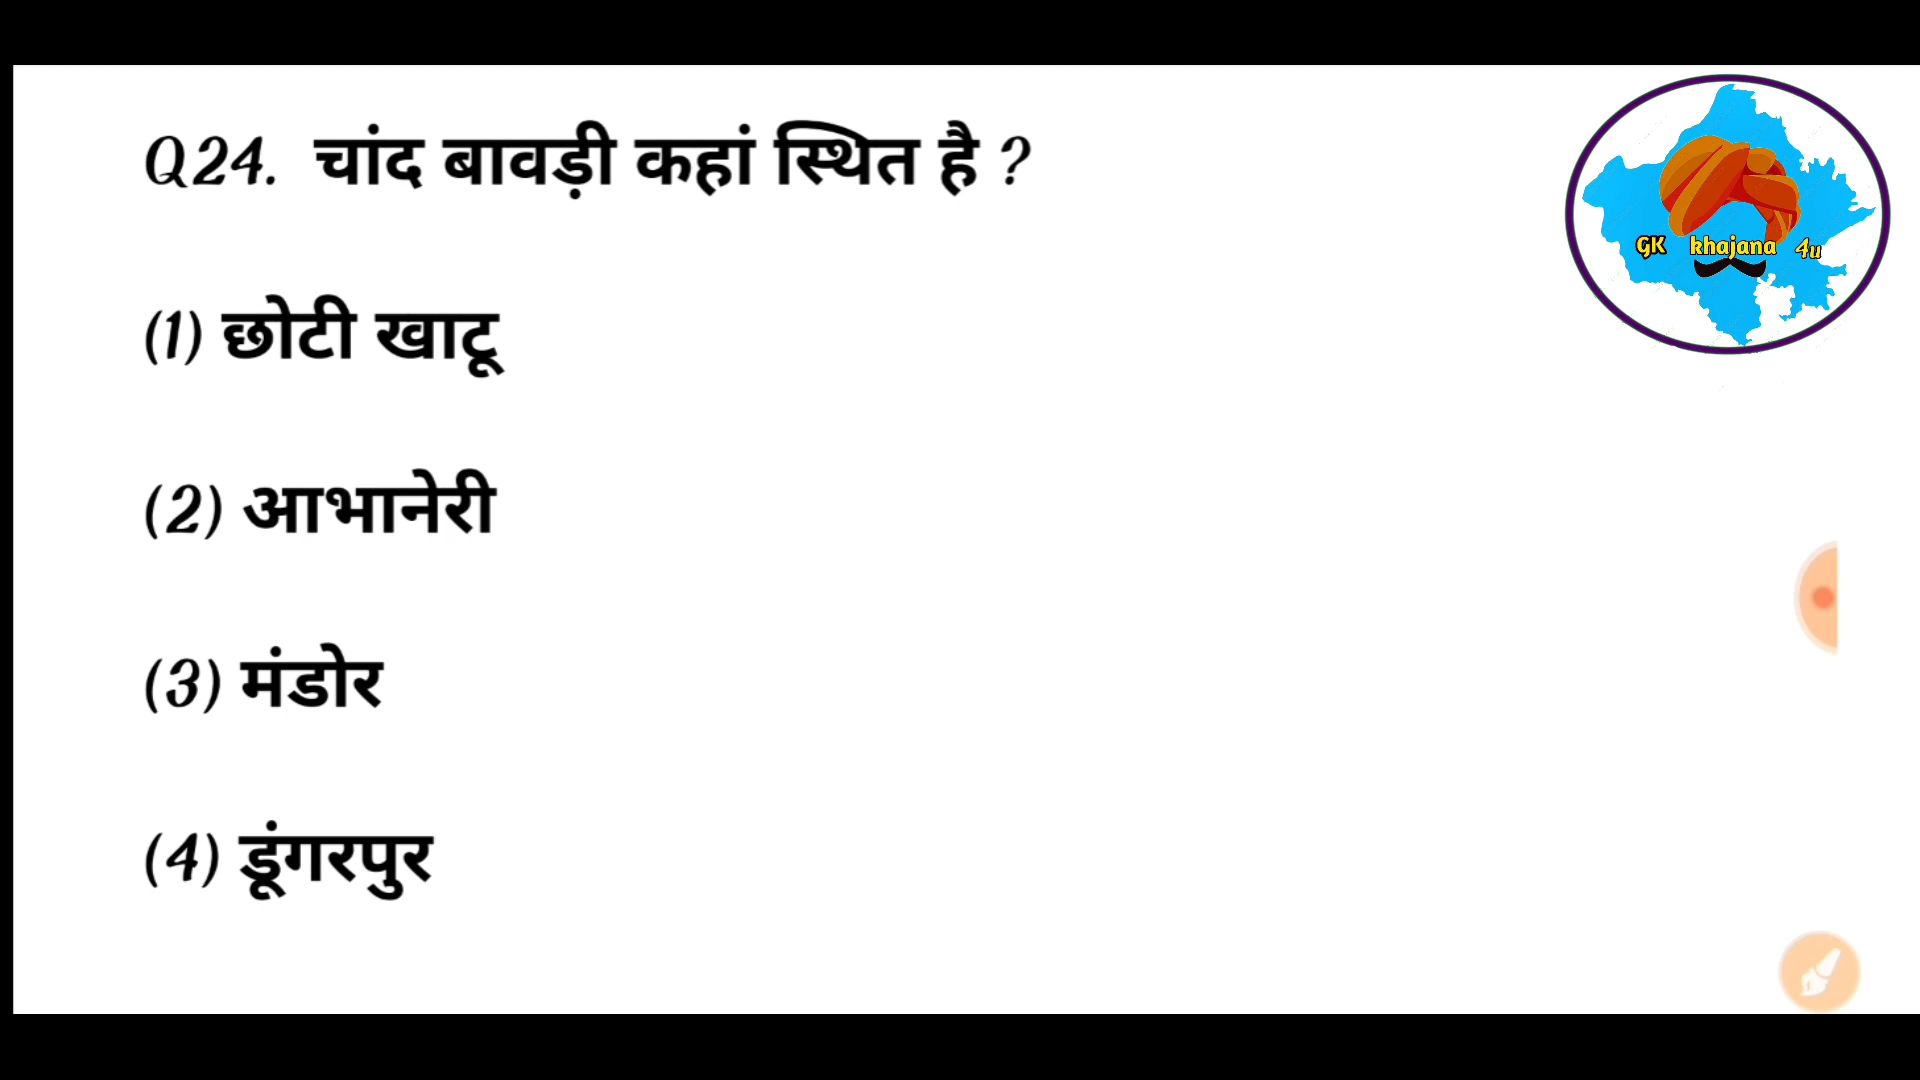 Q24. चांद बावड़ी कहां स्थित है ?
(1) छोटी खाटू
(2) आभानेरी
(3) मंडोर
(4) डूंगरपुर
GK khajana 4u